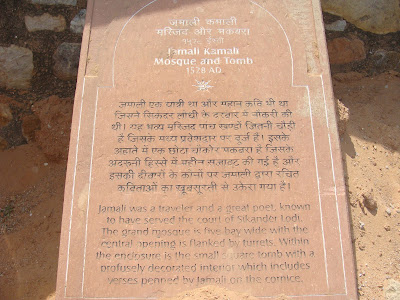 जमाली कमाली
मस्जिद और मकबरा
१५२८ ईस्वी
Jamali Kamali
Mosque and Tomb
1528 AD
जमाली एक यात्री था और महान कवि भी था
जिसने सिकंदर लोधी के दरबार में नौकरी की
थी। यह भव्य मस्जिद पांच खण्डों जितनी चौड़ी
है जिसके मध्य प्रवेशद्वार पर बुर्ज हैं। इसके
अहाते में एक छोटा चौकोर मकबरा है जिसके
अंदरूनी हिस्से में महीन सजावट की गई है और
इसकी दीवारों के कार्नीस पर जमाली द्वारा रचित
कविताओं को खूबसूरती से उकेरा गया है।
Jamali was a traveler and a great poet, known
to have served the court of Sikander Lodi.
The grand mosque is five-bay wide with the
central opening is flanked by turrets. Within
the enclosure is the small square tomb with a
profusely decorated interior which includes
verses penned by Jamali on the cornice.